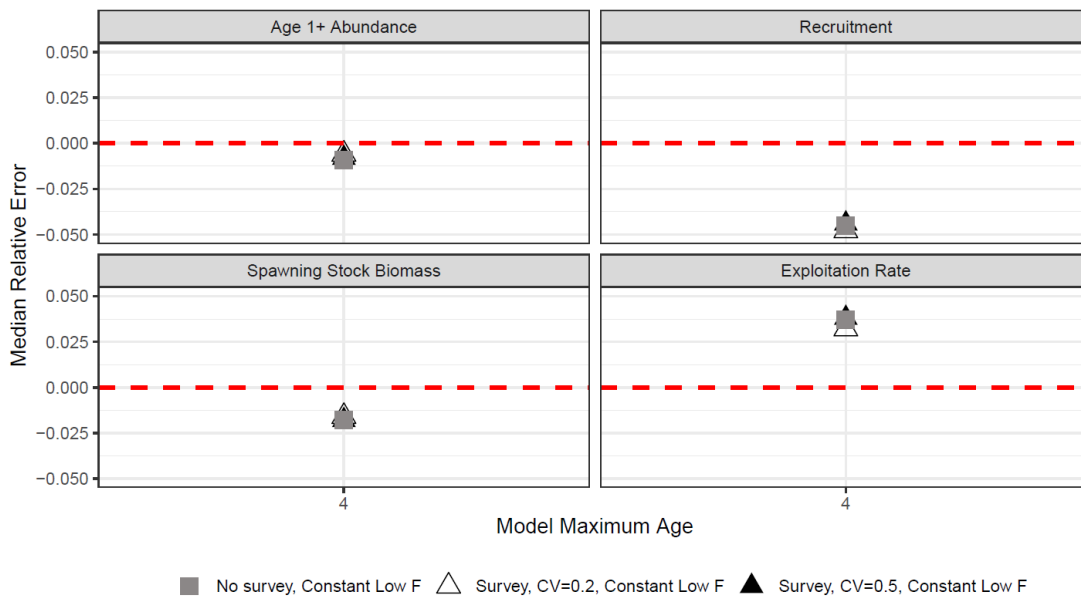 Age 1+ Abundance
Recruitment
0.050
0.025
0.000
−0.025
−0.050
Spawning Stock Biomass
Exploitation Rate
0.050
0.025
0.000
−0.025
−0.050
Median Relative Error
4
4
Model Maximum Age
No survey, Constant Low F
Survey, CV=0.2, Constant Low F
Survey, CV=0.5, Constant Low F